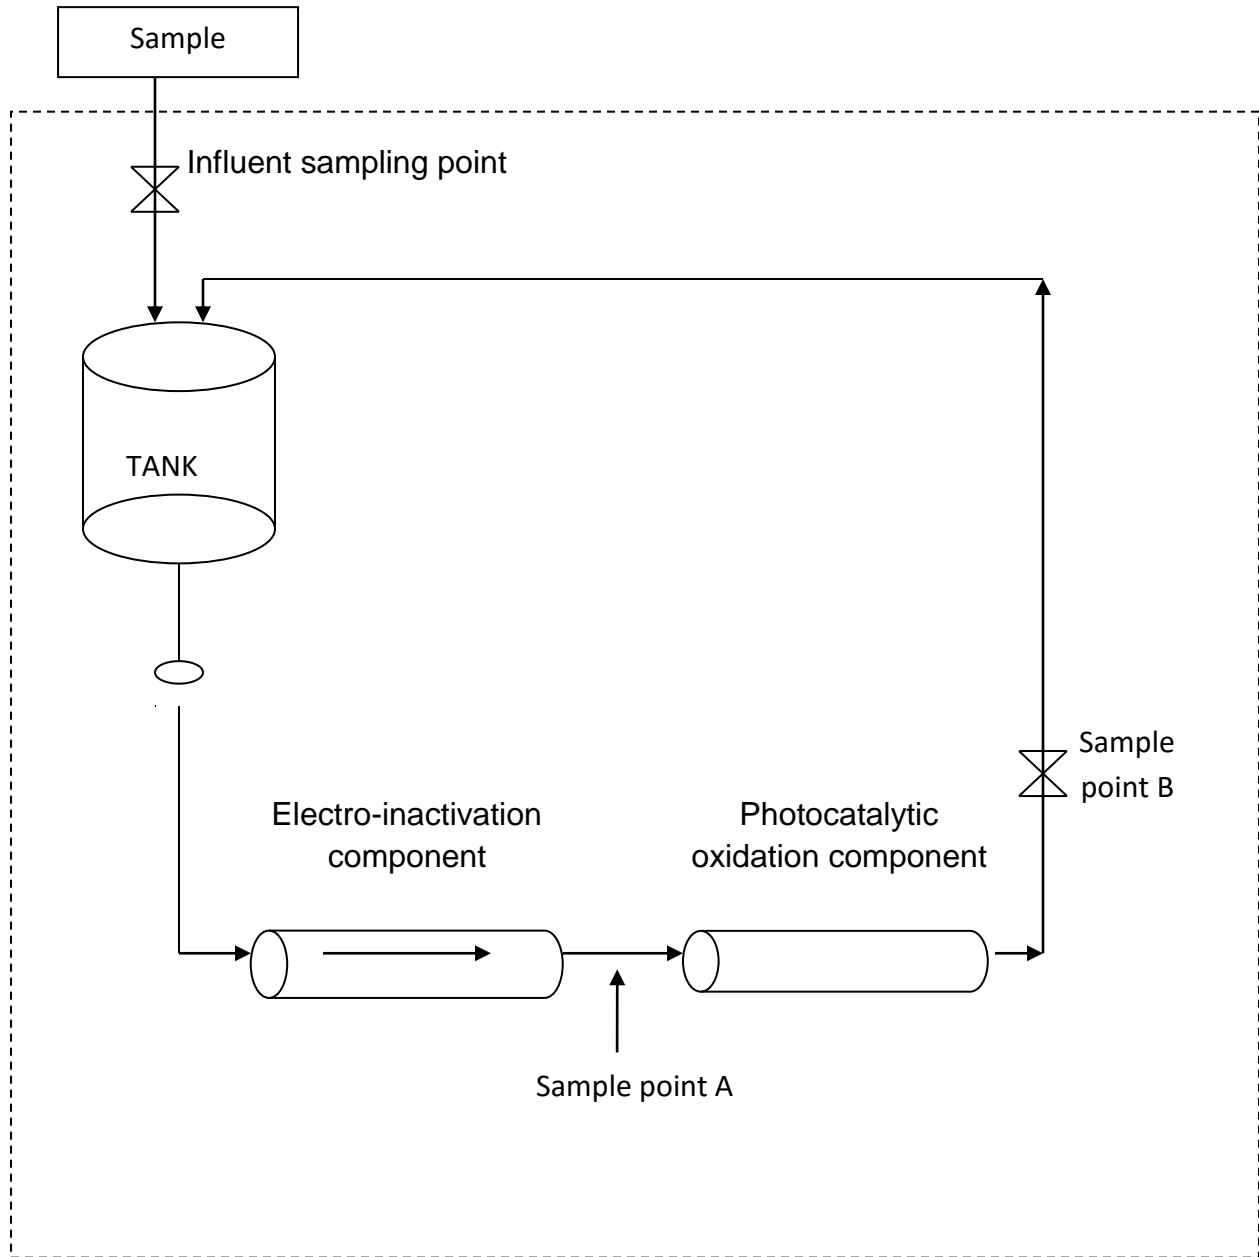 Sample
Influent sampling point
TANK
Sample
point B
Electro-inactivation
component
Photocatalytic
oxidation component
Sample point A